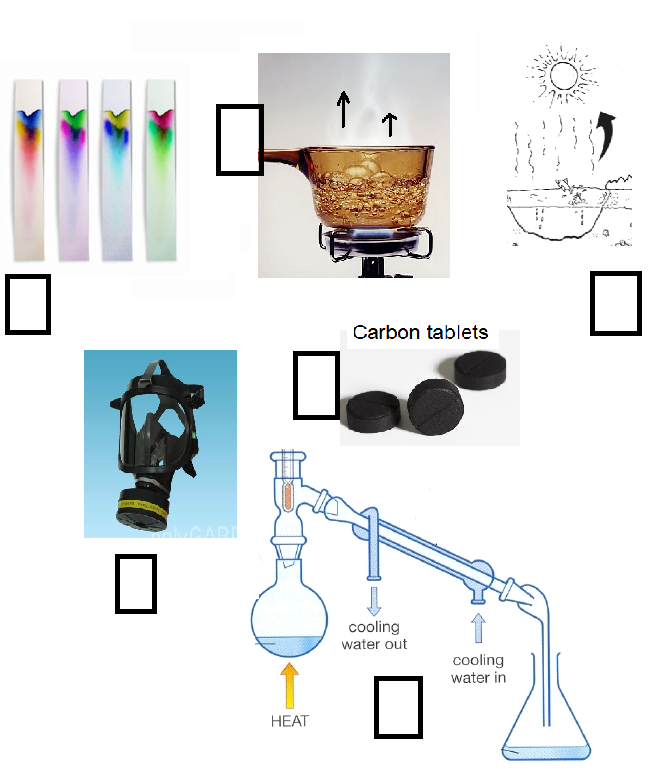 Carbon tablets
cooling
water out
cooling
water in
HEAT